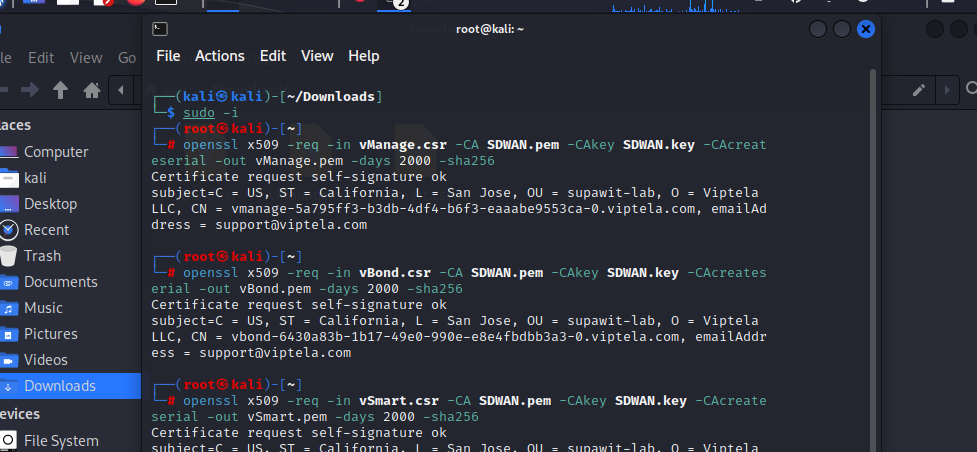 2
root@kali: ~
File Actions Edit View Help
le Edit View Go
laces
Computer
kali
Desktop
Recent
Trash
Documents
Music
Pictures
Videos
Downloads
evices
File System
┌──(kali㉿kali)-[~/Downloads]
└─$ sudo -i
┌──(root㉿kali)-[~]
└─# openssl x509 -req -in vManage.csr -CA SDWAN.pem -CAkey SDWAN.key -CAcreat
eserial -out vManage.pem -days 2000 -sha256
Certificate request self-signature ok
subject=C = US, ST = California, L = San Jose, OU = supawit-lab, O = Viptela
LLC, CN = vmanage-5a795ff3-b3db-4df4-b6f3-eaaabe9553ca-0.viptela.com, emailAd
dress = support@viptela.com
┌──(root㉿kali)-[~]
└─# openssl x509 -req -in vBond.csr -CA SDWAN.pem -CAkey SDWAN.key -CAcreates
erial -out vBond.pem -days 2000 -sha256
Certificate request self-signature ok
subject=C = US, ST = California, L = San Jose, OU = supawit-lab, O = Viptela
LLC, CN = vbond-6430a83b-1b17-49e0-990e-e8e4fbdbb3a3-0.viptela.com, emailAddr
ess = support@viptela.com
┌──(root㉿kali)-[~]
└─# openssl x509 -req -in vSmart.csr -CA SDWAN.pem -CAkey SDWAN.key -CAcreate
serial -out vSmart.pem -days 2000 -sha256
Certificate request self-signature ok
subject=C = US, ST = California, L = San Jose, OU = supawit-lab, O = Viptela